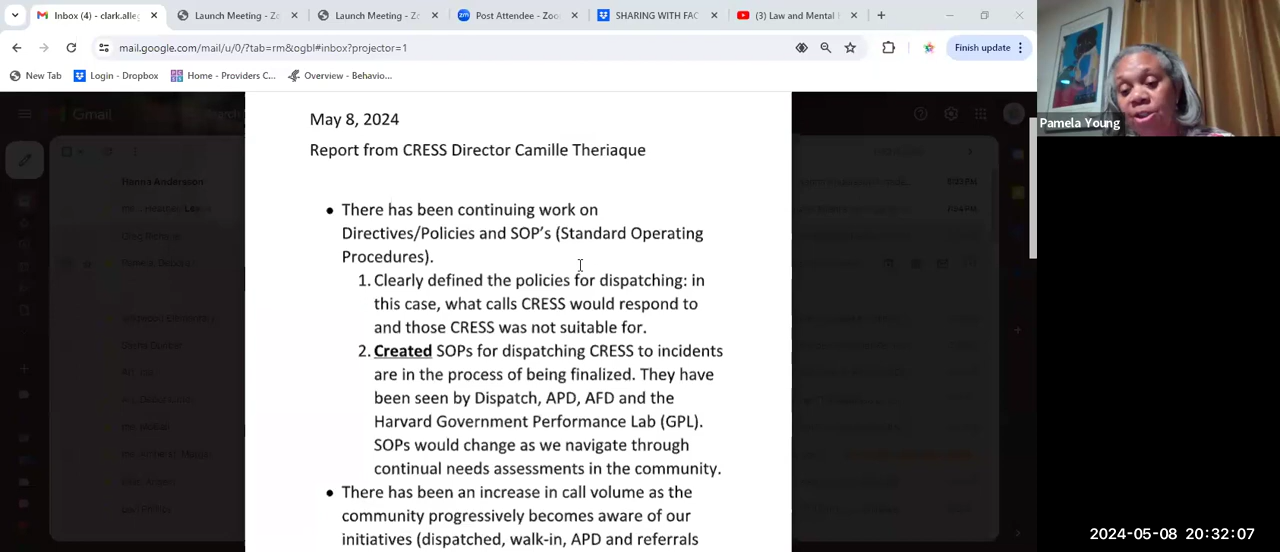 Inbox (4) - clark.alleg
Launch Meeting - Zo
Launch Meeting - Zo
Post Attendee - Zoo
SHARING WITH FAC
(3) Law and Mental
mail.google.com/mail/u/0/?tab=rm&ogbl#inbox?projector=1
Finish update
New Tab
Login - Dropbox
Home - Providers C...
Overview - Behavio...
Gmail
Pamela Young
Hanna Andersson
May 8, 2024
Report from CRESS Director Camille Theriaque
• There has been continuing work on
Directives/Policies and SOP's (Standard Operating
Procedures).
1. Clearly defined the policies for dispatching: in
this case, what calls CRESS would respond to
and those CRESS was not suitable for.
2. Created SOPs for dispatching CRESS to incidents
are in the process of being finalized. They have
been seen by Dispatch, APD, AFD and the
Harvard Government Performance Lab (GPL).
SOPs would change as we navigate through
continual needs assessments in the community.
• There has been an increase in call volume as the
community progressively becomes aware of our
initiatives (dispatched, walk-in, APD and referrals
2024-05-08 20:32:07